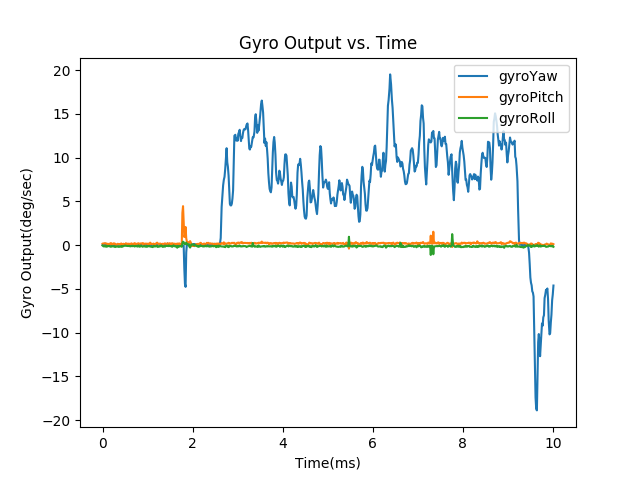 Gyro Output vs. Time
gyroYaw
gyroPitch
gyroRoll
Gyro Output(deg/sec)
20
15
10
5
0
−5
−10
−15
−20
0 2 4 6 8 10
Time(ms)